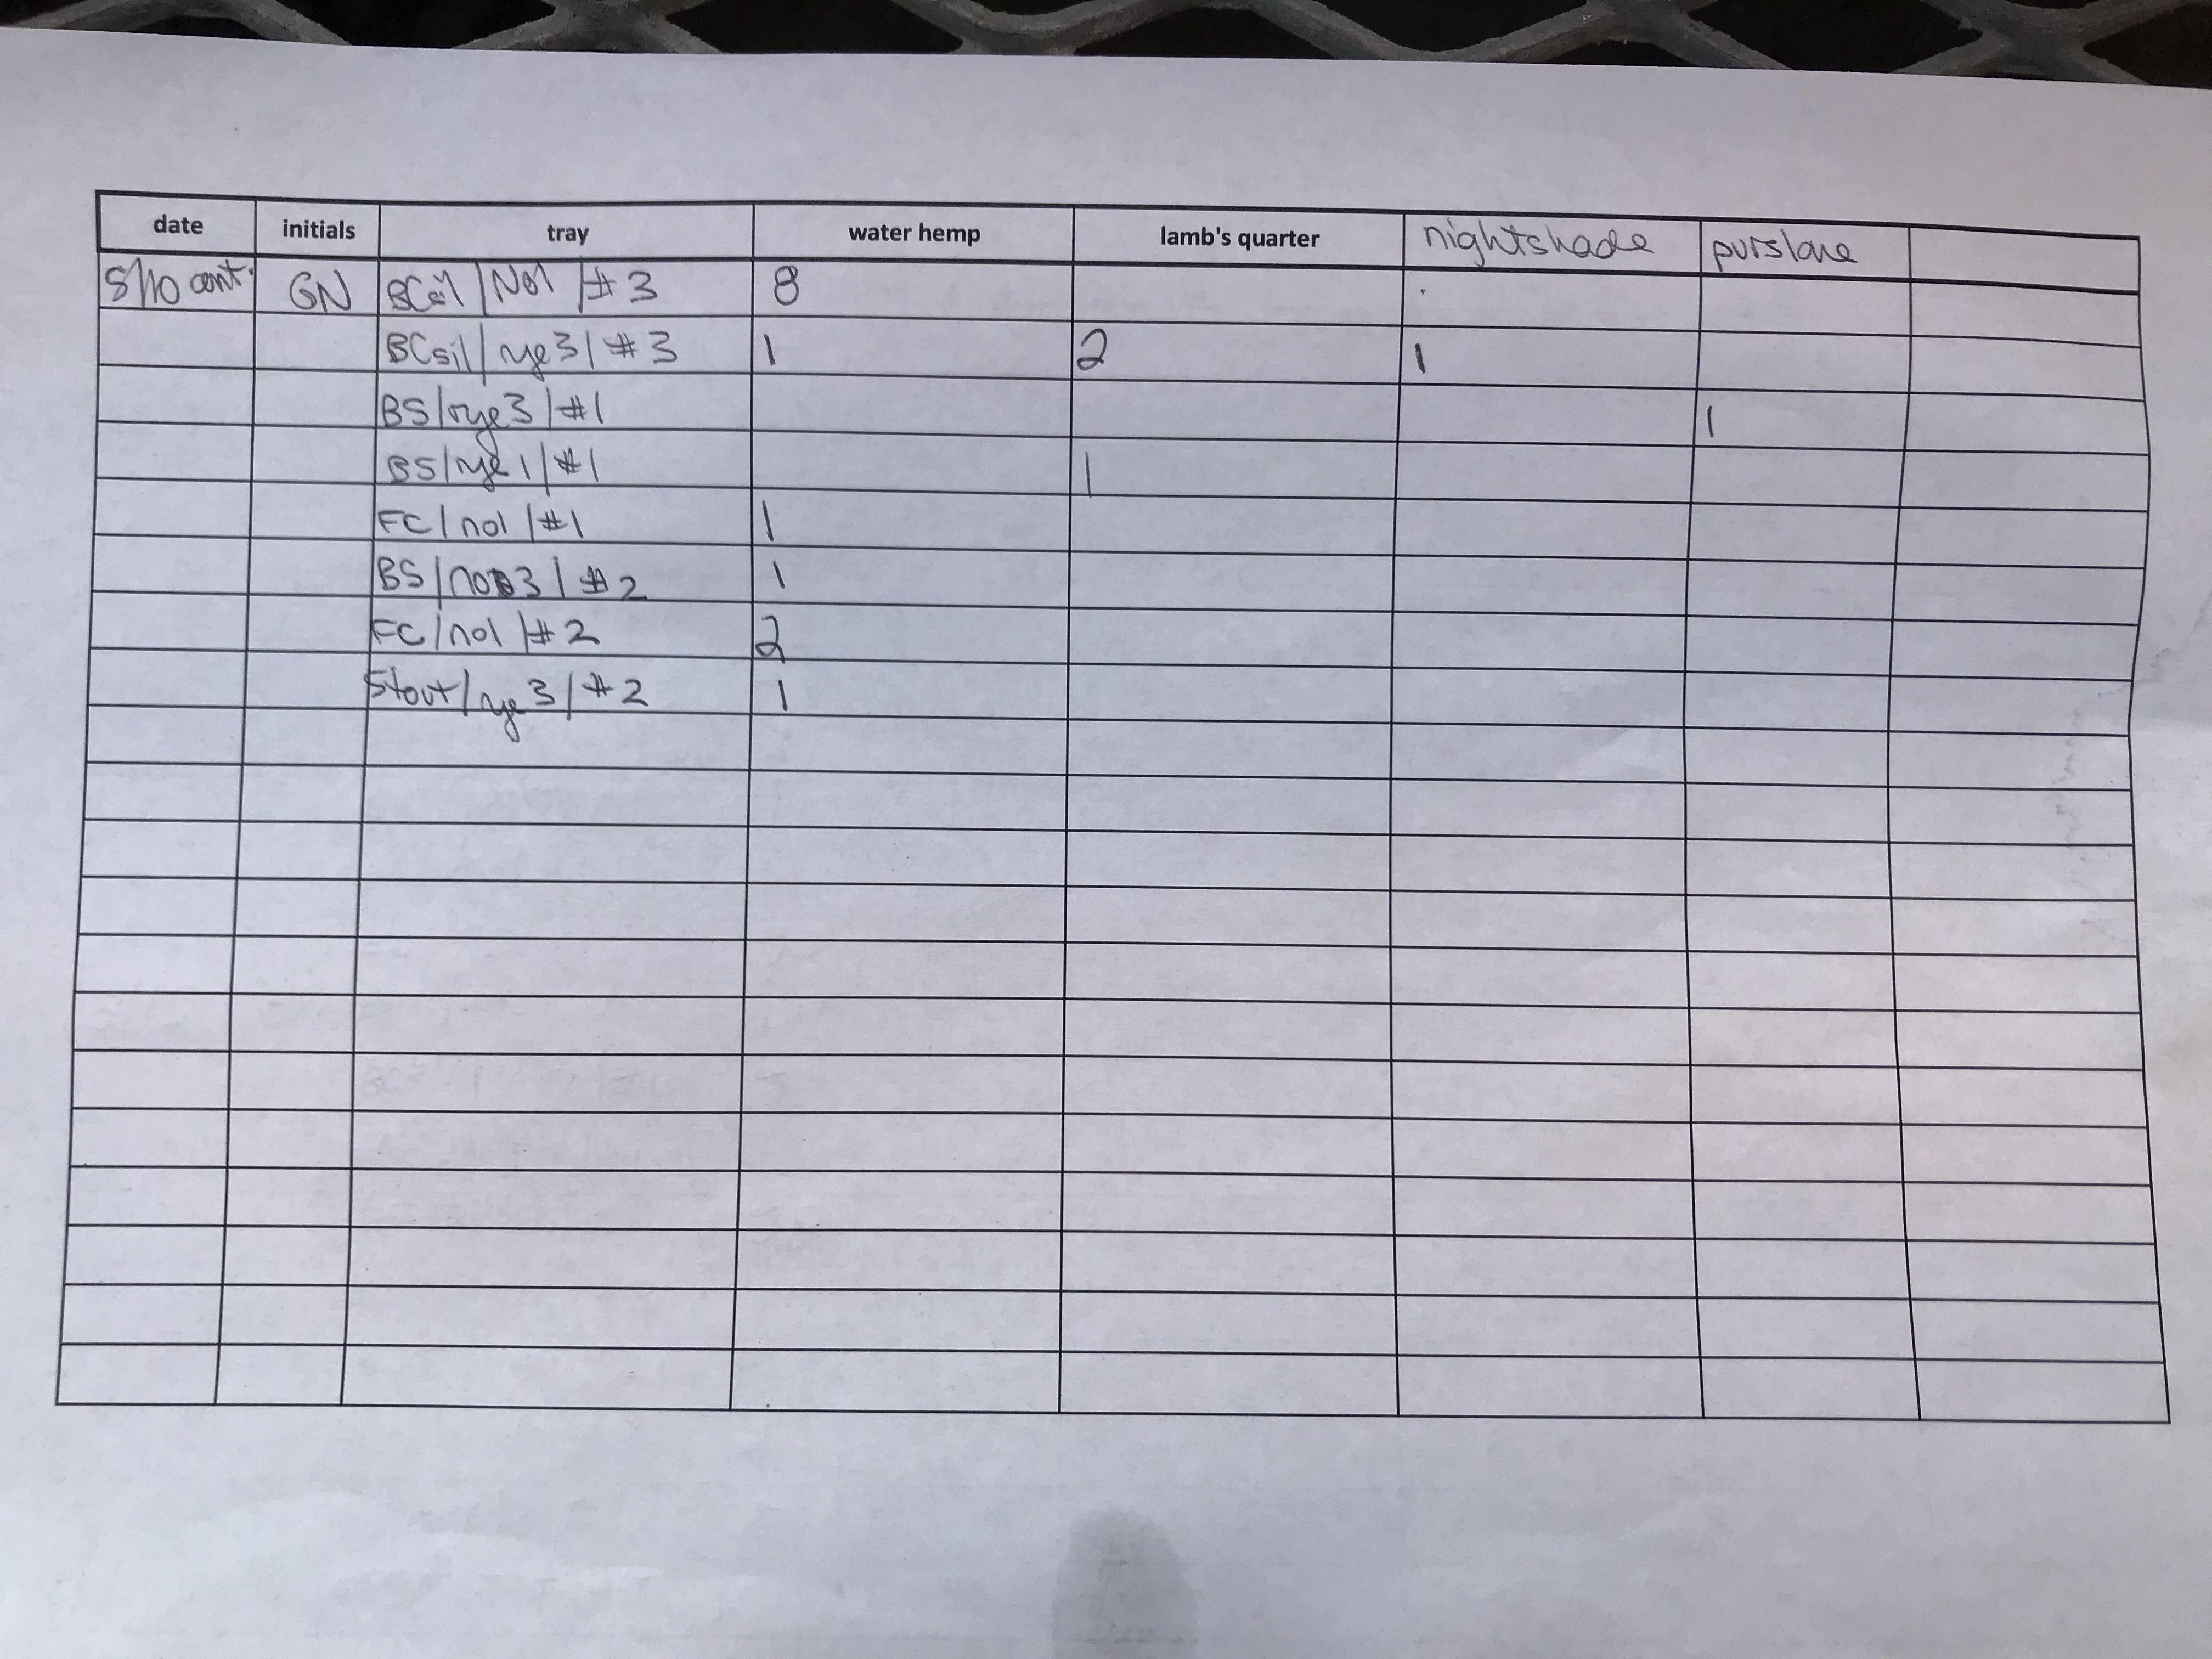 date initials tray water hemp lamb's quarter nightshade purslane
8/10 cont. GN BCsil/No1/#3 8
BCsil/rye3/#3 1 2 1
BS/rye3/#1 1
BS/rye1/#1 1
FC/no1/#1 1
BS/no3/#2 1
FC/no1/#2 2
Stout/rye3/#2 1